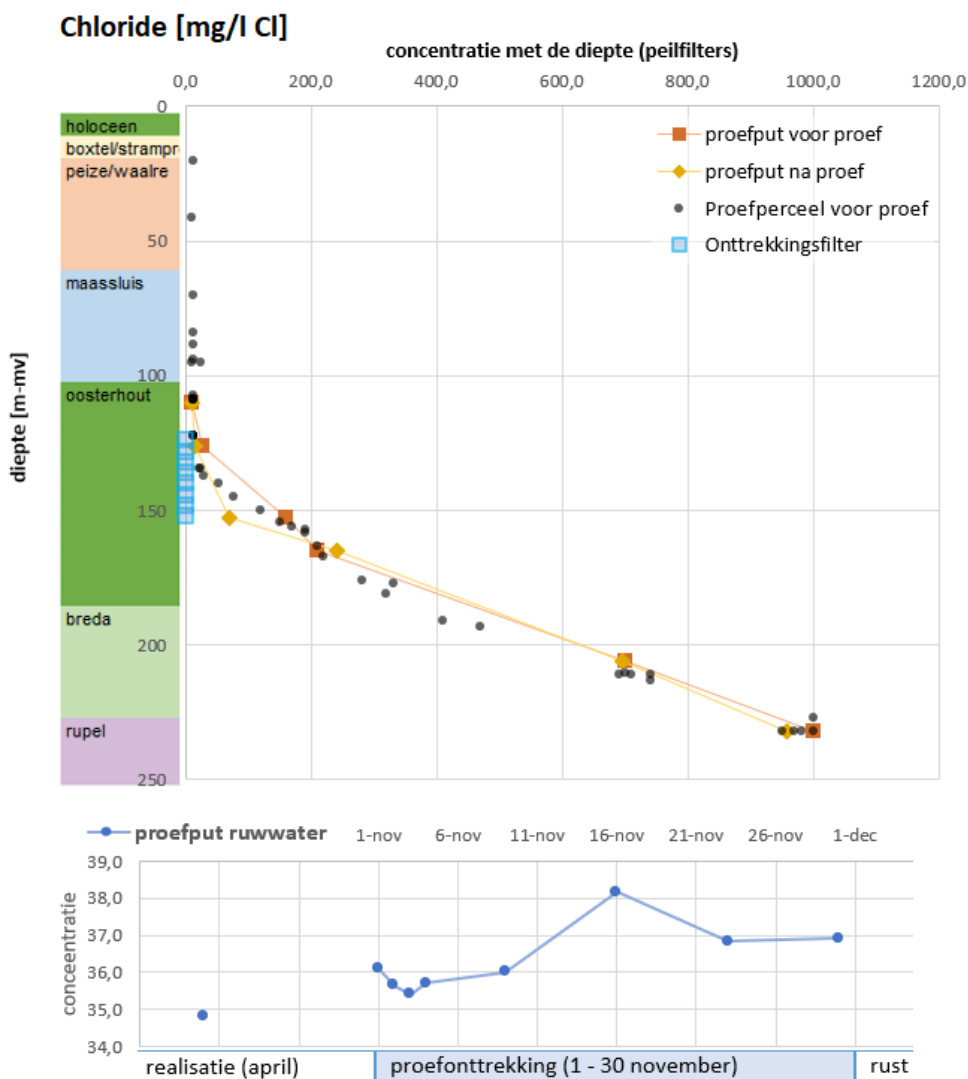 Chloride [mg/l Cl]
concentratie met de diepte (peilfilters)
0,0 200,0 400,0 600,0 800,0 1000,0 1200,0
0
holoceen
boxtel/strampr
peize/waalre
50
maassluis
100
oosterhout
150
breda
200
rupel
250
diepte [m-mv]
proefput voor proef
proefput na proef
Proefperceel voor proef
Onttrekkingsfilter
proefput ruwwater
1-nov 6-nov 11-nov 16-nov 21-nov 26-nov 1-dec
39,0
38,0
37,0
36,0
35,0
34,0
conceentratie
realisatie (april) proefonttrekking (1 - 30 november) rust